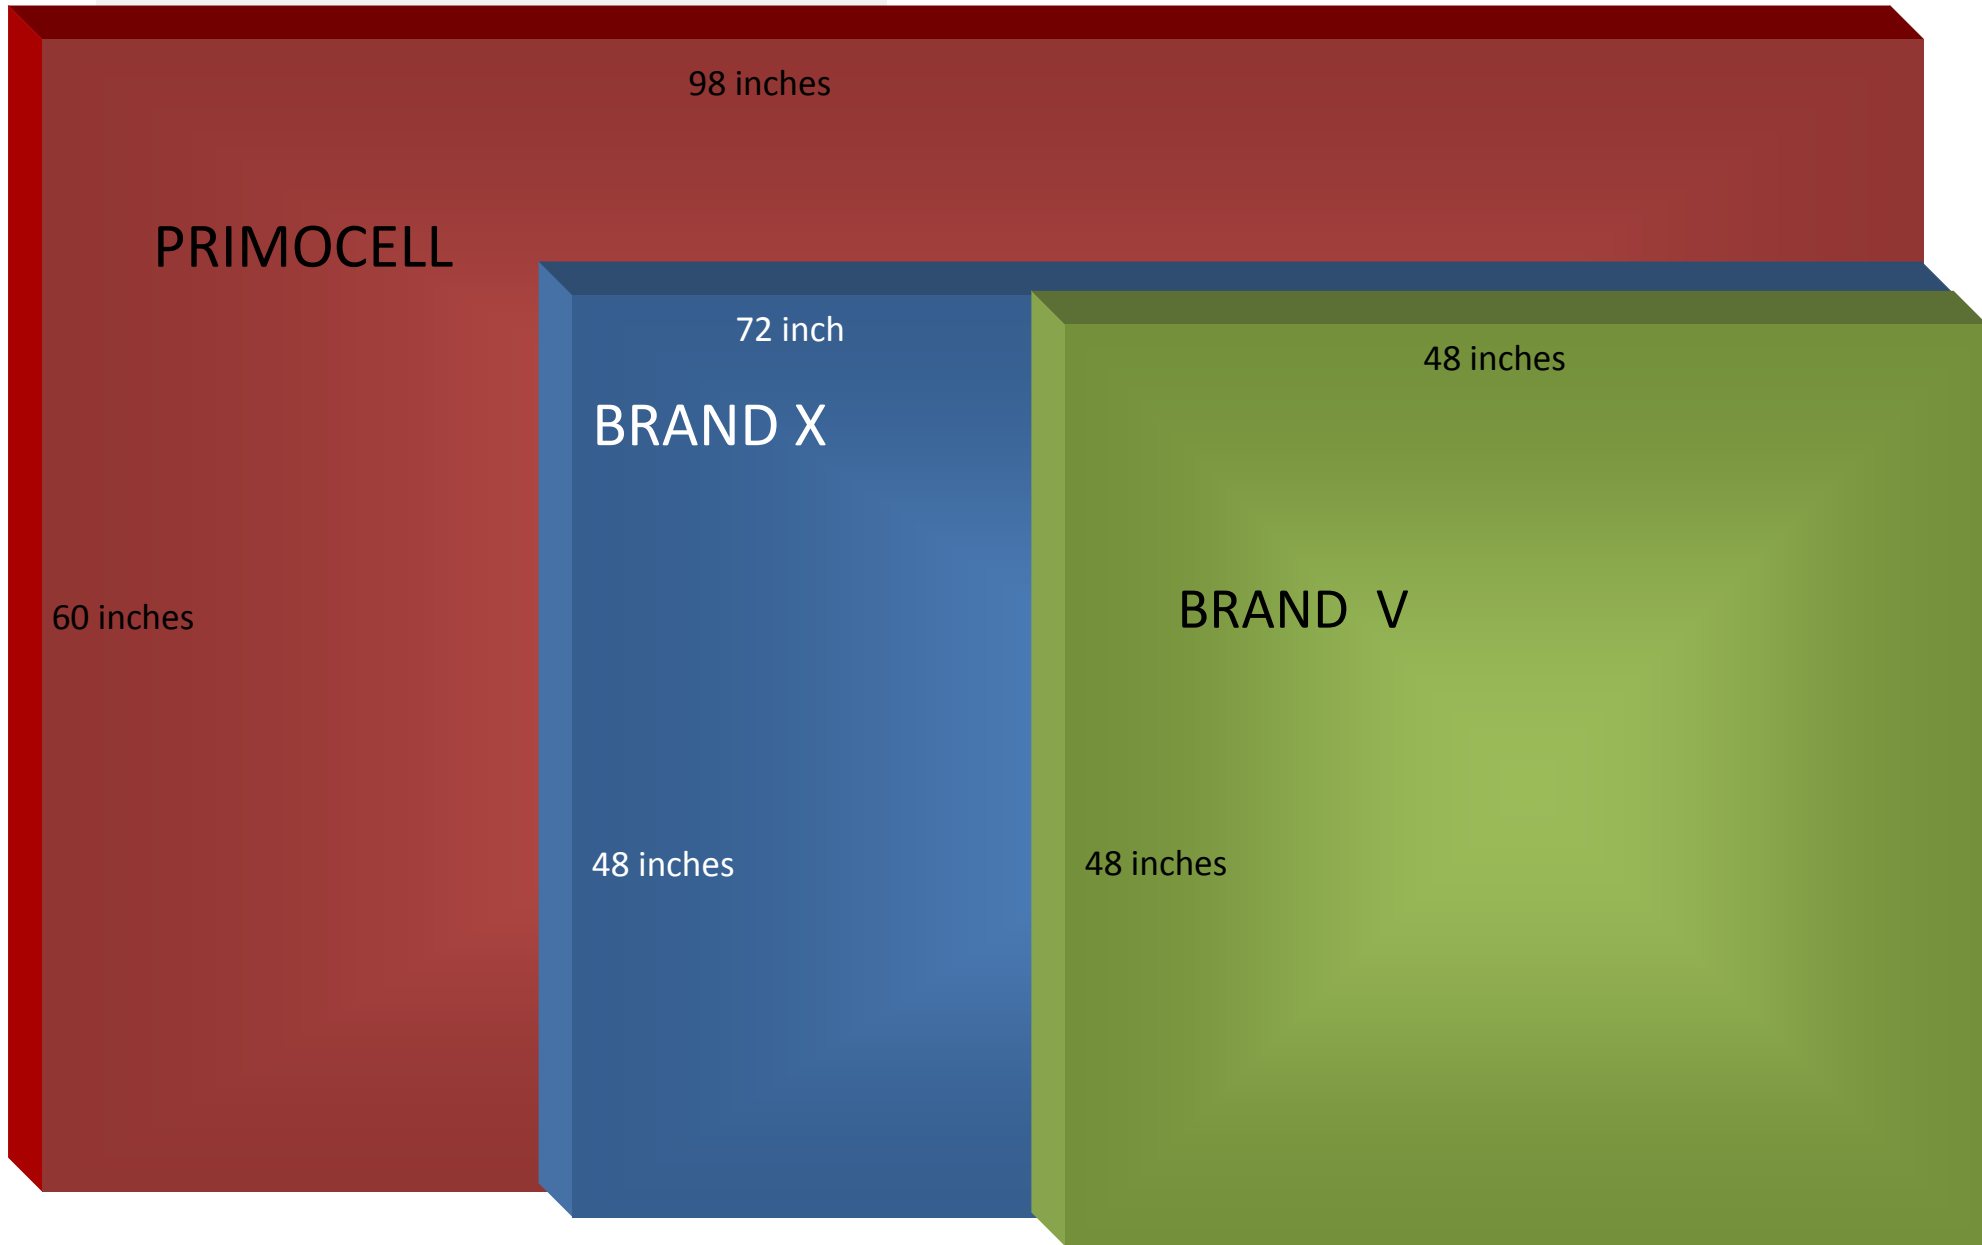 98 inches
PRIMOCELL
72 inch
48 inches
BRAND X
BRAND  V
60 inches
48 inches
48 inches